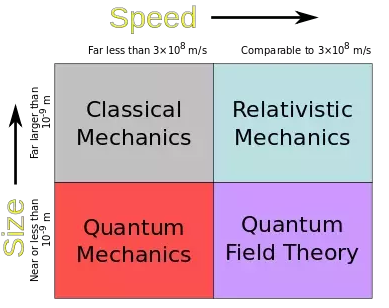 Speed
Far less than 3×10⁸ m/s
Comparable to 3×10⁸ m/s
Size
Far larger than
10⁻⁹ m
Near or less than
10⁻⁹ m
Classical
Mechanics
Relativistic
Mechanics
Quantum
Mechanics
Quantum
Field Theory